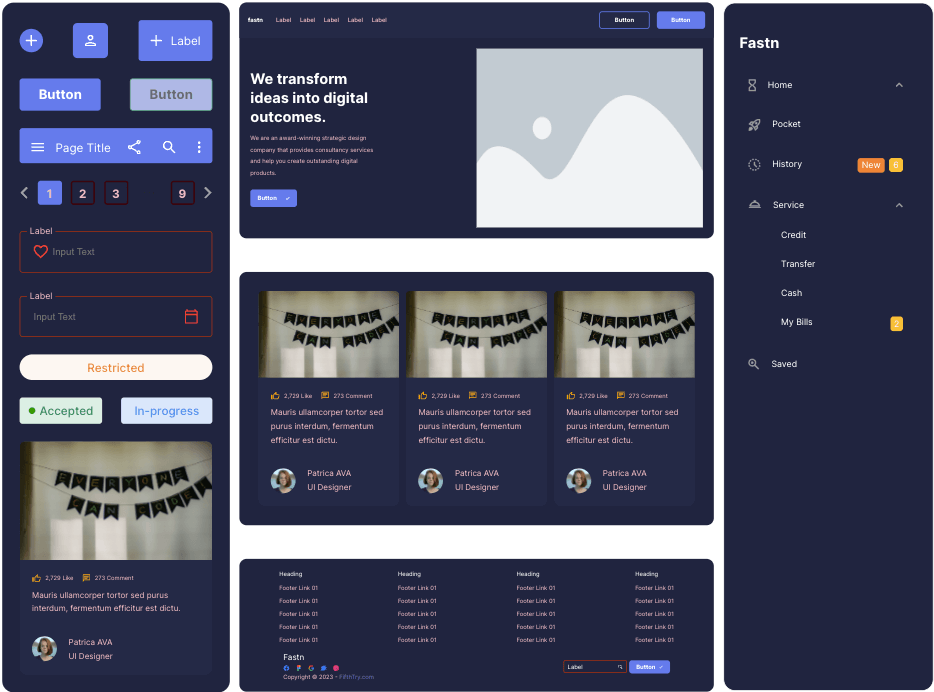 Label
Button
Button
Page Title
1
2
3
9
Label
Input Text
Label
Input Text
Restricted
Accepted
In-progress
EVERYONE
CAN CODE
2,729 Like
273 Comment
Mauris ullamcorper tortor sed purus
interdum, fermentum efficitur est dictu.
Patrica AVA
UI Designer
fastn
Label
Label
Label
Label
Label
Button
Button
We transform
ideas into digital
outcomes.
We are an award-winning strategic design
company that provides consultancy services
and help you create outstanding digital
products.
Button
2,729 Like
273 Comment
Mauris ullamcorper tortor sed
purus interdum, fermentum
efficitur est dictu.
Patrica AVA
UI Designer
2,729 Like
273 Comment
Mauris ullamcorper tortor sed
purus interdum, fermentum
efficitur est dictu.
Patrica AVA
UI Designer
2,729 Like
273 Comment
Mauris ullamcorper tortor sed
purus interdum, fermentum
efficitur est dictu.
Patrica AVA
UI Designer
Heading
Footer Link 01
Footer Link 01
Footer Link 01
Footer Link 01
Footer Link 01
Heading
Footer Link 01
Footer Link 01
Footer Link 01
Footer Link 01
Footer Link 01
Heading
Footer Link 01
Footer Link 01
Footer Link 01
Footer Link 01
Footer Link 01
Heading
Footer Link 01
Footer Link 01
Footer Link 01
Footer Link 01
Footer Link 01
Fastn
Copyright © 2023 - FifthTry.com
Label
Button
Fastn
Home
Pocket
History
New
6
Service
Credit
Transfer
Cash
My Bills
2
Saved